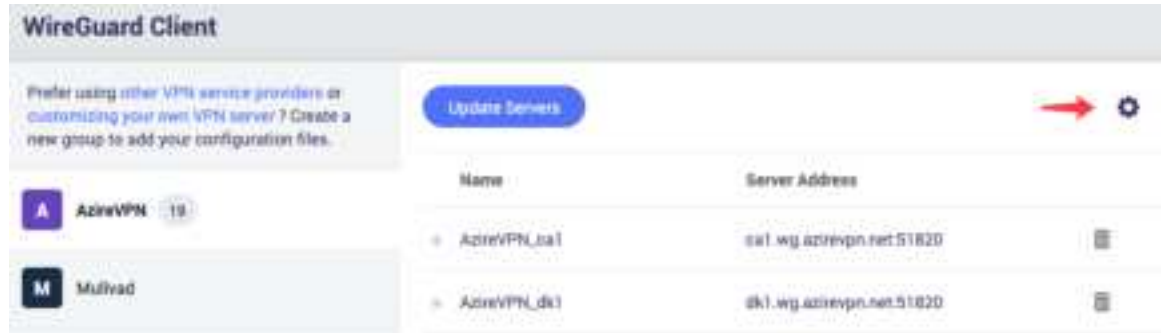 WireGuard Client
Prefer using other VPN service providers or
customizing your own VPN server ? Create a
new group to add your configuration files.
Update Servers
Name Server Address
A AzireVPN 19
AzireVPN_ca1 ca1.wg.azirevpn.net:51820
M Mullvad
AzireVPN_dk1 dk1.wg.azirevpn.net:51820